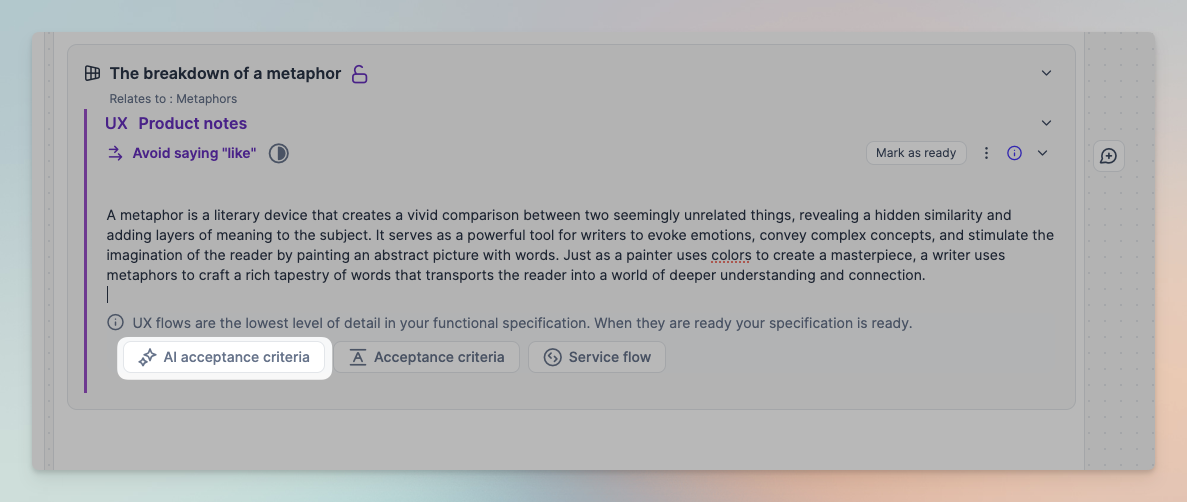 The breakdown of a metaphor
Relates to : Metaphors
UX Product notes
Avoid saying "like"
Mark as ready
A metaphor is a literary device that creates a vivid comparison between two seemingly unrelated things, revealing a hidden similarity and
adding layers of meaning to the subject. It serves as a powerful tool for writers to evoke emotions, convey complex concepts, and stimulate the
imagination of the reader by painting an abstract picture with words. Just as a painter uses colors to create a masterpiece, a writer uses
metaphors to craft a rich tapestry of words that transports the reader into a world of deeper understanding and connection.
UX flows are the lowest level of detail in your functional specification. When they are ready your specification is ready.
AI acceptance criteria
Acceptance criteria
Service flow